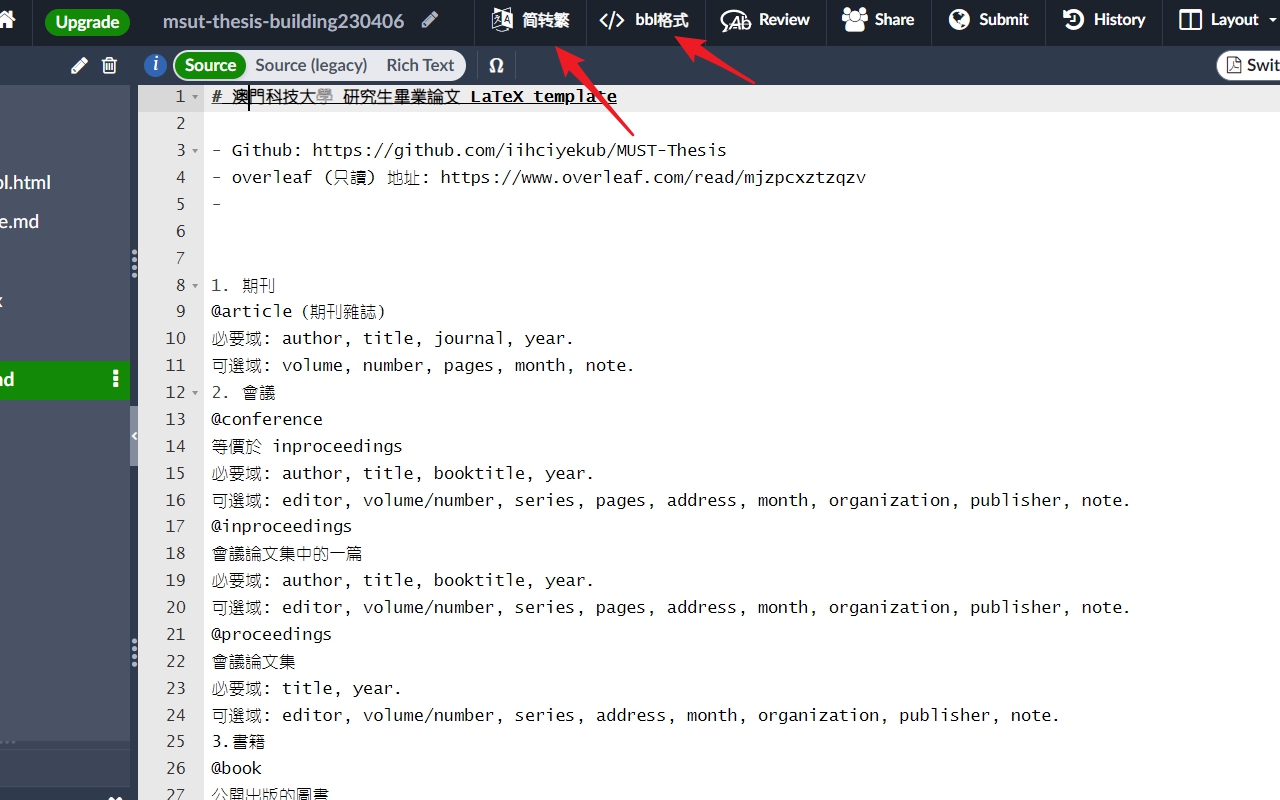 Upgrade msut-thesis-building230406 简转繁 bbl格式 Review Share Submit History Layout
i Source Source (legacy) Rich Text Ω Swit
1 # 澳門科技大學 研究生畢業論文 LaTeX template
2
3 - Github: https://github.com/iihciyekub/MUST-Thesis
4 - overleaf (只讀) 地址: https://www.overleaf.com/read/mjzpcxztzqzv
ol.html
5 -
e.md
6
7
8 1. 期刊
x
9 @article (期刊雜誌)
10 必要域: author, title, journal, year.
11 可選域: volume, number, pages, month, note.
nd
12 2. 會議
13 @conference
14 等價於 inproceedings
15 必要域: author, title, booktitle, year.
16 可選域: editor, volume/number, series, pages, address, month, organization, publisher, note.
17 @inproceedings
18 會議論文集中的一篇
19 必要域: author, title, booktitle, year.
20 可選域: editor, volume/number, series, pages, address, month, organization, publisher, note.
21 @proceedings
22 會議論文集
23 必要域: title, year.
24 可選域: editor, volume/number, series, address, month, organization, publisher, note.
25 3.書籍
26 @book
27 公開出版的圖書